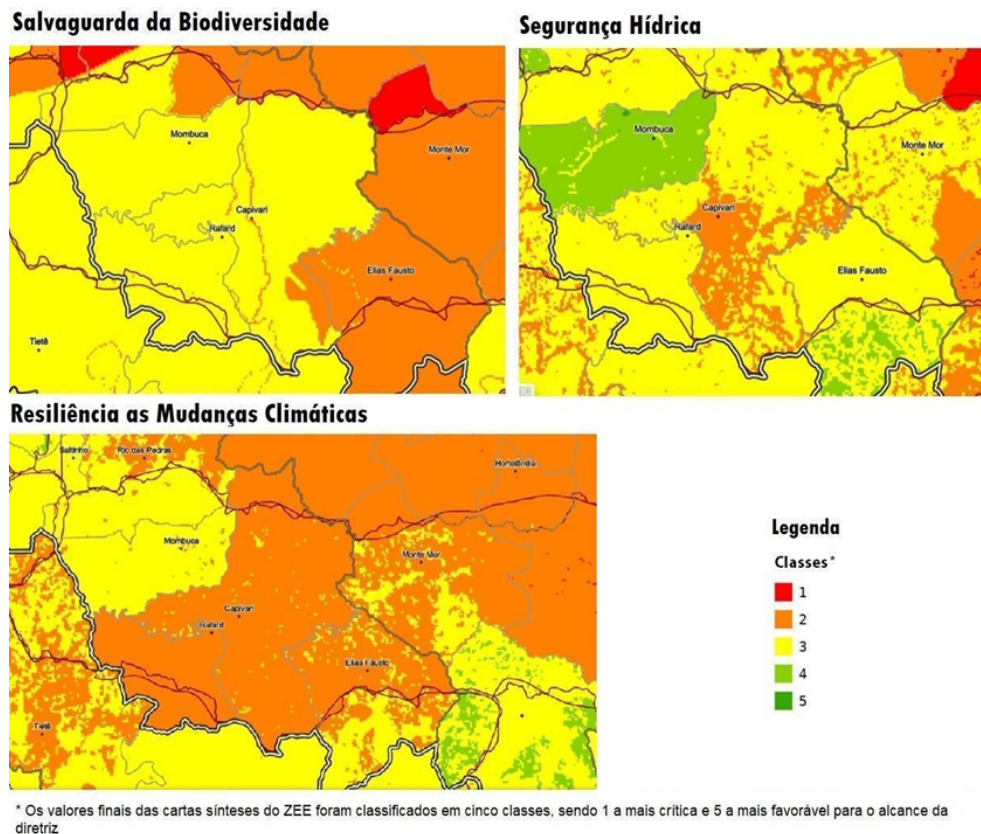 Salvaguarda da Biodiversidade
Mombuca
Monte Mor
Capivari
Rafard
Elias Fausto
Tietê
Segurança Hídrica
Mombuca
Monte Mor
Capivari
Rafard
Elias Fausto
Resiliência as Mudanças Climáticas
Saltinho
Rio das Pedras
Hortolândia
Mombuca
Monte Mor
Capivari
Rafard
Elias Fausto
Tietê
Legenda
Classes *
1
2
3
4
5
* Os valores finais das cartas sínteses do ZEE foram classificados em cinco classes, sendo 1 a mais crítica e 5 a mais favorável para o alcance da
diretriz